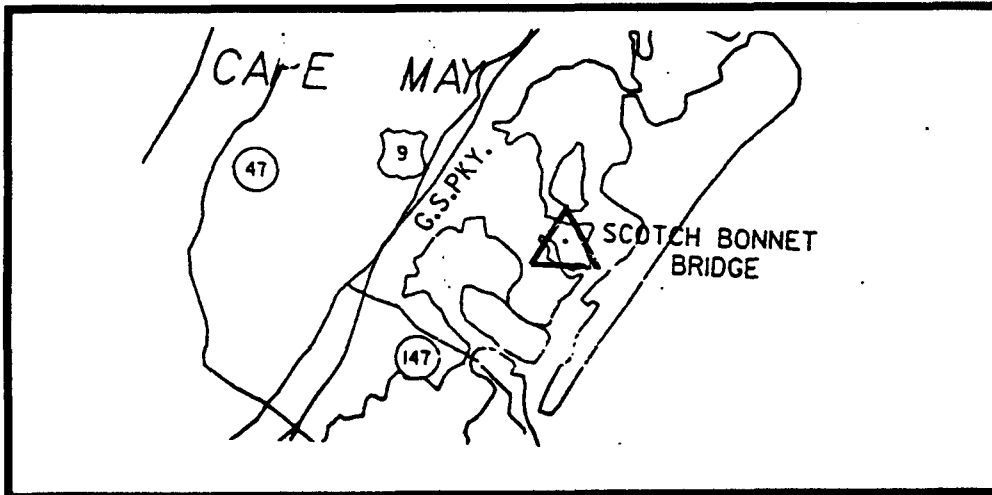 CAPE MAY
9
47
G.S.PKY.
SCOTCH BONNET
BRIDGE
147